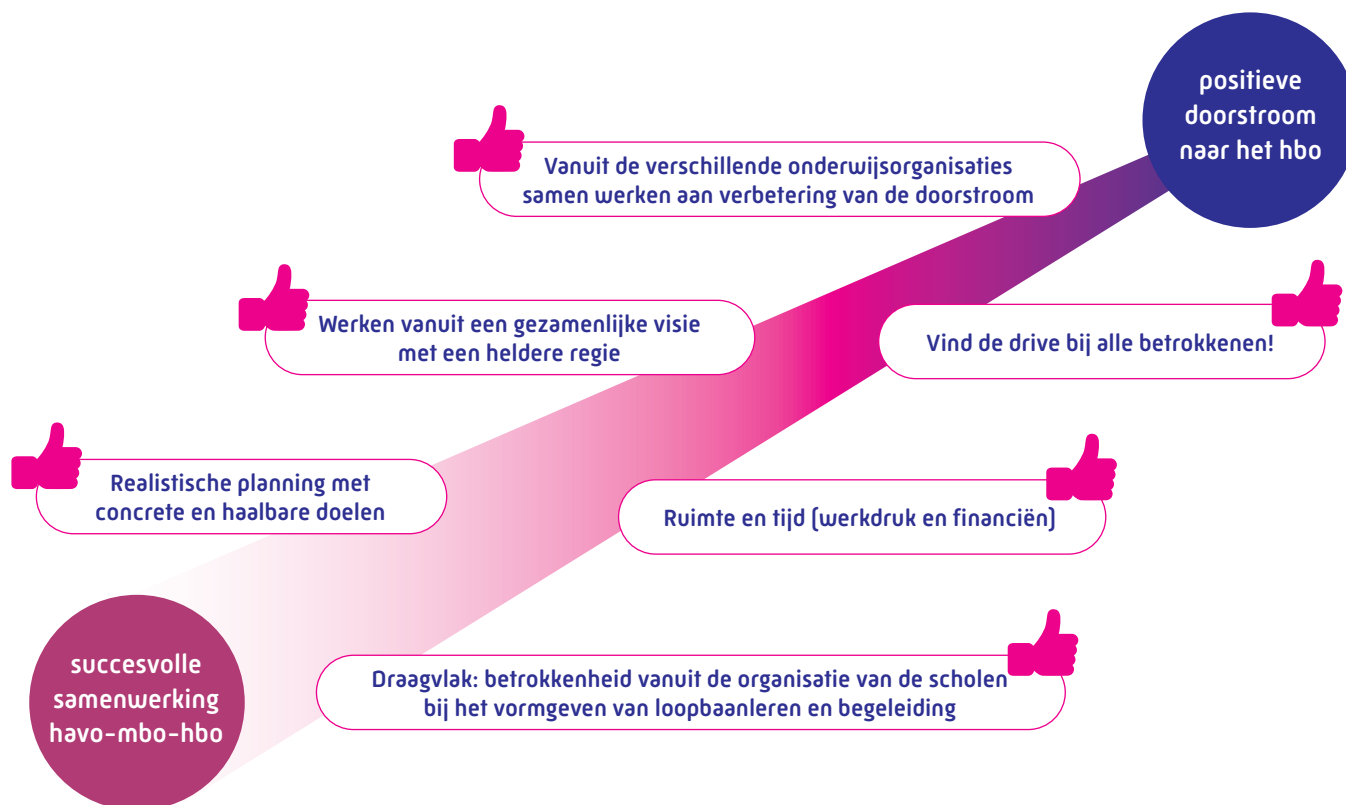 positieve
doorstroom
naar het hbo
Vanuit de verschillende onderwijsorganisaties
samen werken aan verbetering van de doorstroom
Werken vanuit een gezamenlijke visie
met een heldere regie
Vind de drive bij alle betrokkenen!
Realistische planning met
concrete en haalbare doelen
Ruimte en tijd (werkdruk en financiën)
succesvolle
samenwerking
havo-mbo-hbo
Draagvlak: betrokkenheid vanuit de organisatie van de scholen
bij het vormgeven van loopbaanleren en begeleiding